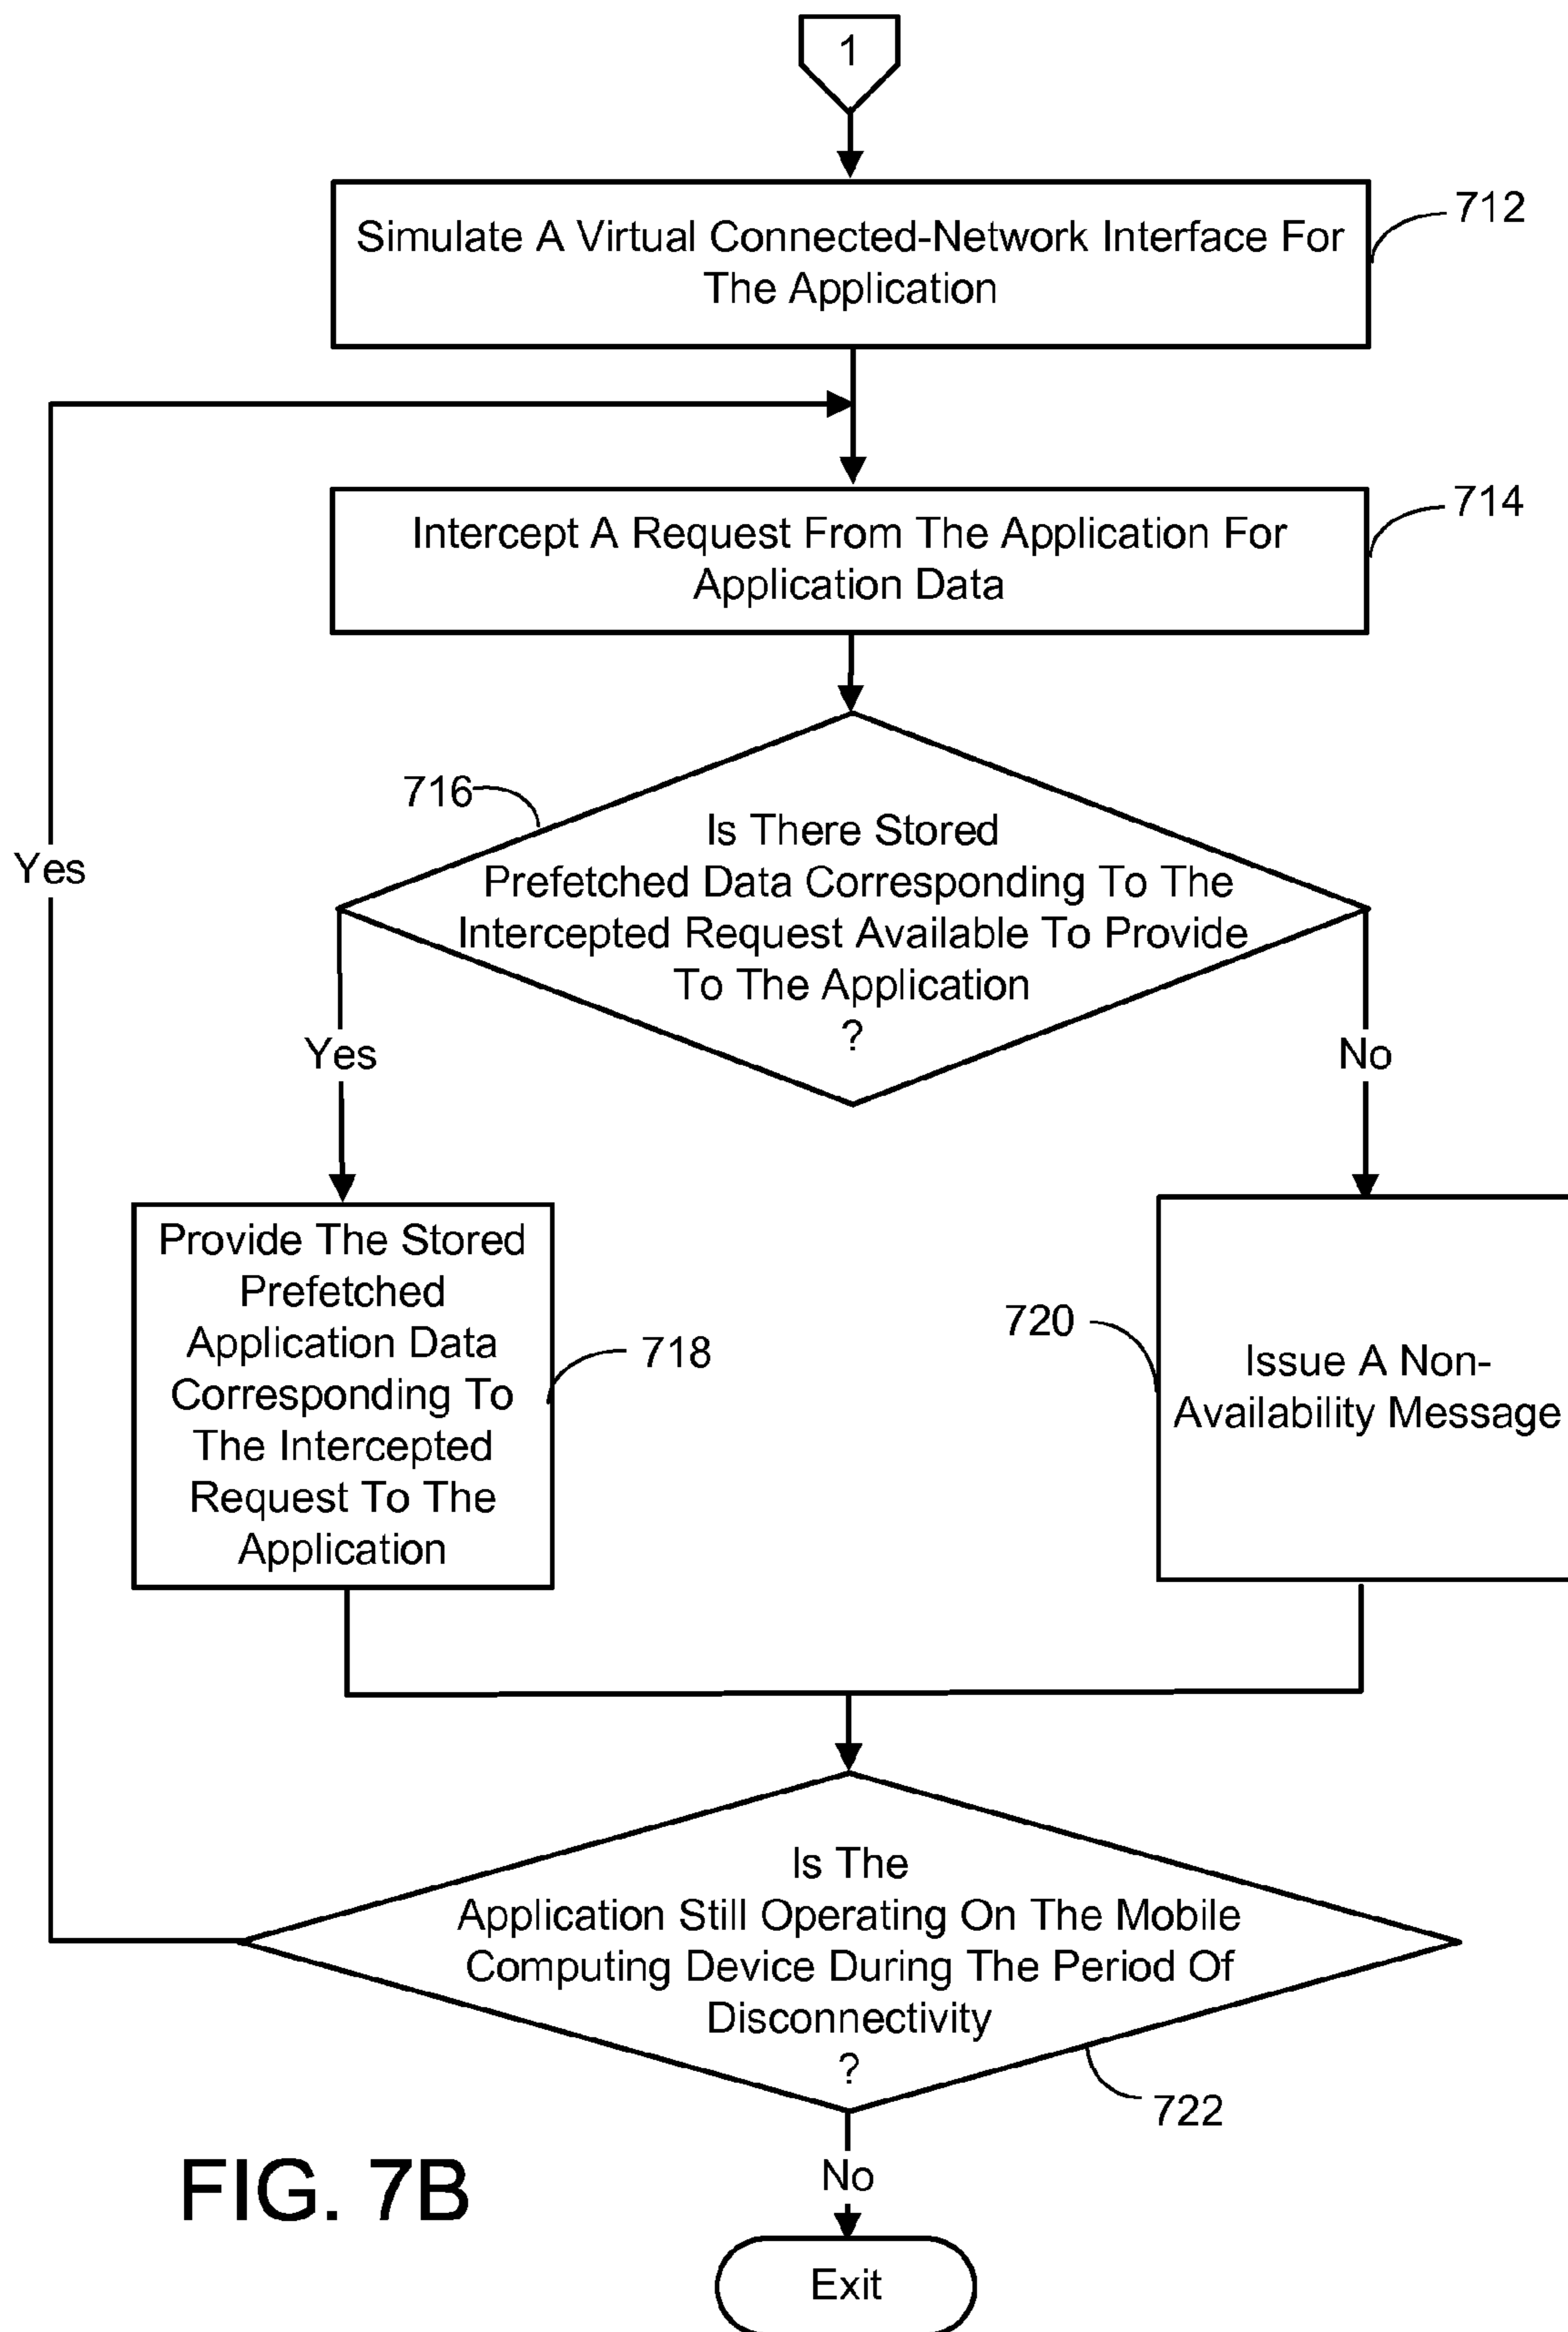 1
Simulate A Virtual Connected-Network Interface For
The Application
712
Intercept A Request From The Application For
Application Data
714
716
Is There Stored
Prefetched Data Corresponding To The
Intercepted Request Available To Provide
To The Application
?
Yes
Yes
No
Provide The Stored
Prefetched
Application Data
Corresponding To
The Intercepted
Request To The
Application
718
720
Issue A Non-
Availability Message
Is The
Application Still Operating On The Mobile
Computing Device During The Period Of
Disconnectivity
?
722
No
FIG. 7B
Exit